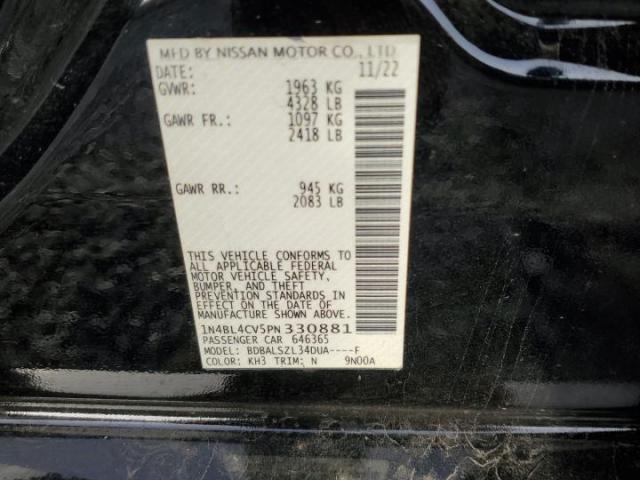 MFD BY NISSAN MOTOR CO., LTD.
DATE: 11/22
GVWR: 1963 KG
4328 LB
GAWR FR.: 1097 KG
2418 LB
GAWR RR.: 945 KG
2083 LB
THIS VEHICLE CONFORMS TO
ALL APPLICABLE FEDERAL
MOTOR VEHICLE SAFETY,
BUMPER, AND THEFT
PREVENTION STANDARDS IN
EFFECT ON THE DATE OF
MANUFACTURE SHOWN ABOVE.
1N4BL4CV5PN330881
PASSENGER CAR 646365
MODEL: BDBALSZL34DUA----F
COLOR: KH3 TRIM: N 9N00A